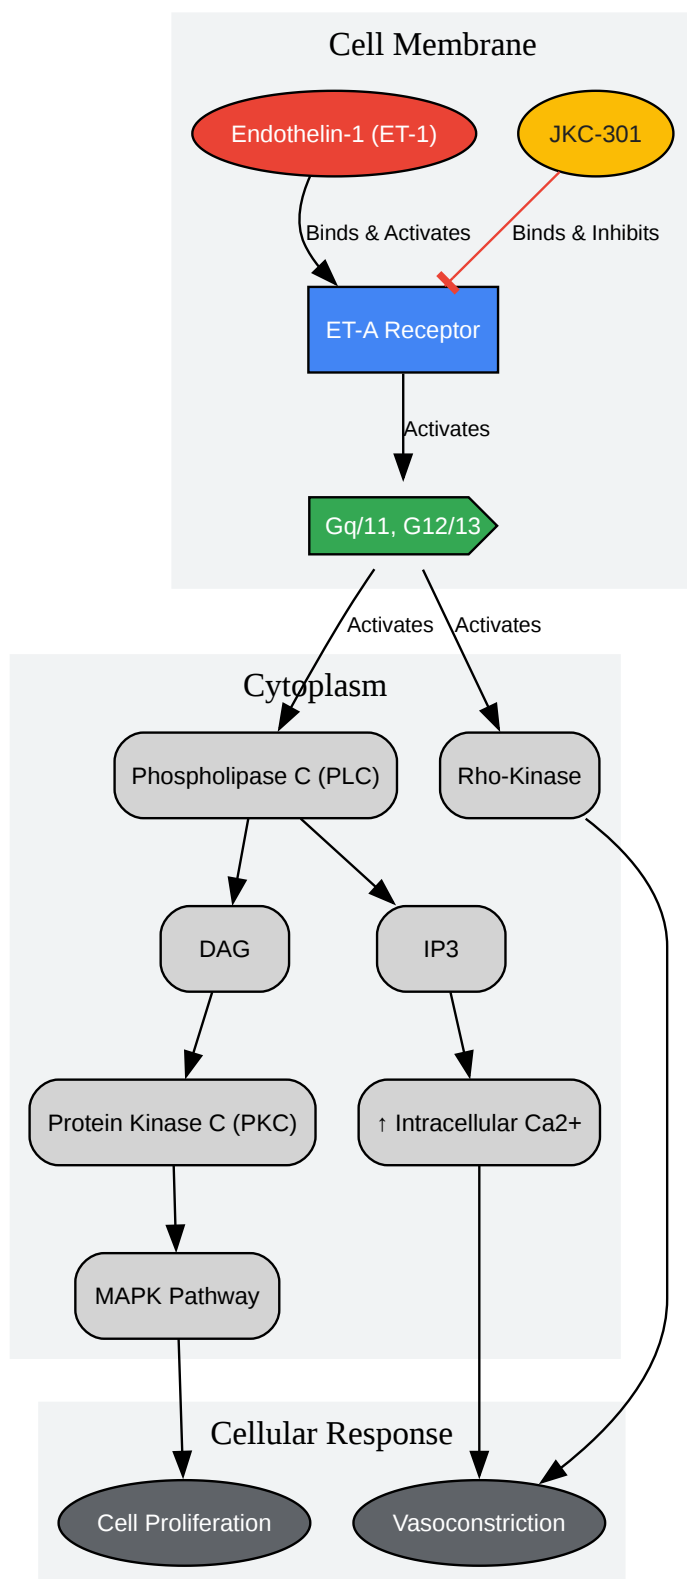 Cell Membrane
Endothelin-1 (ET-1)
JKC-301
Binds & Activates
Binds & Inhibits
ET-A Receptor
Activates
Gq/11, G12/13
Activates
Activates
Cytoplasm
Phospholipase C (PLC)
Rho-Kinase
DAG
IP3
Protein Kinase C (PKC)
↑ Intracellular Ca2+
MAPK Pathway
Cellular Response
Cell Proliferation
Vasoconstriction